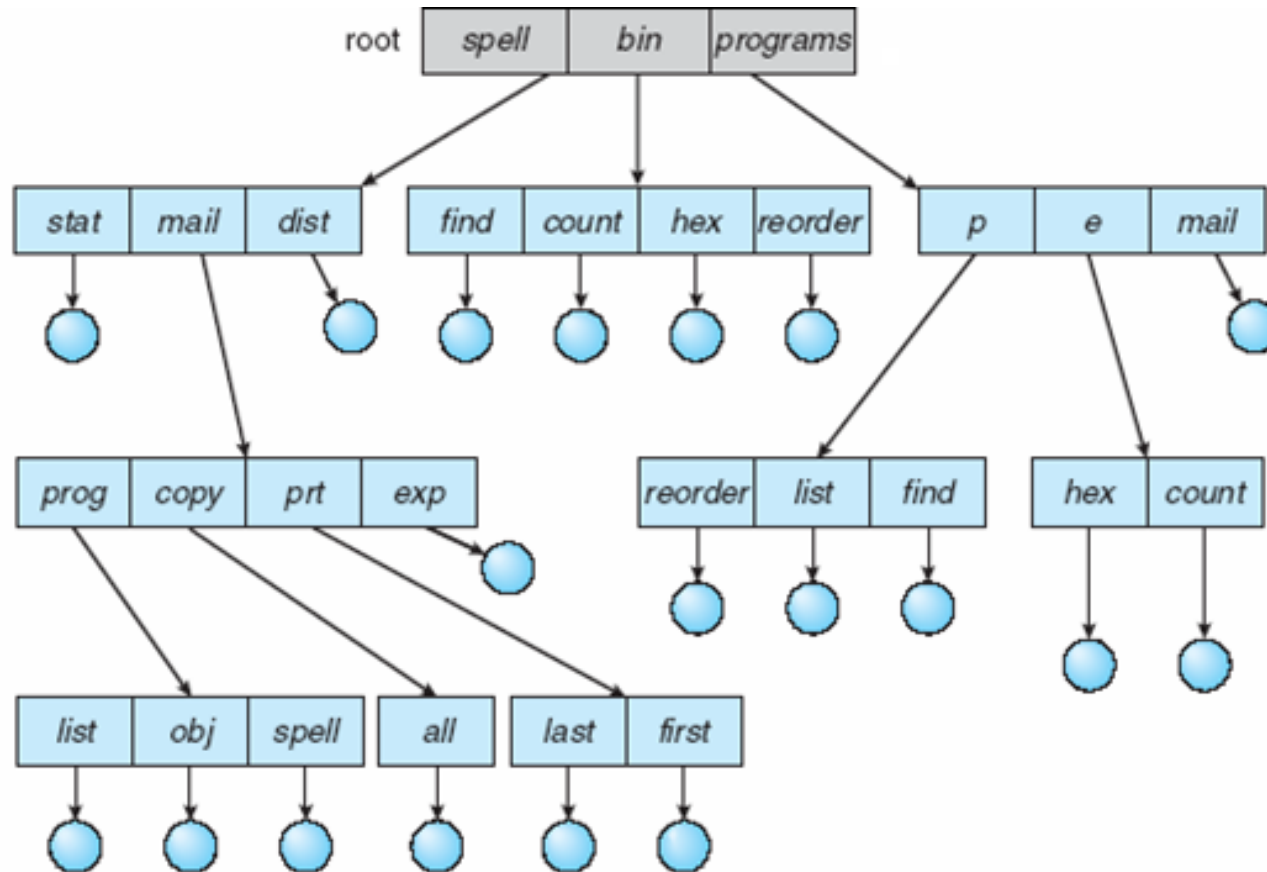 root spell bin programs
stat mail dist find count hex reorder p e mail
prog copy prt exp reorder list find hex count
list obj spell all last first